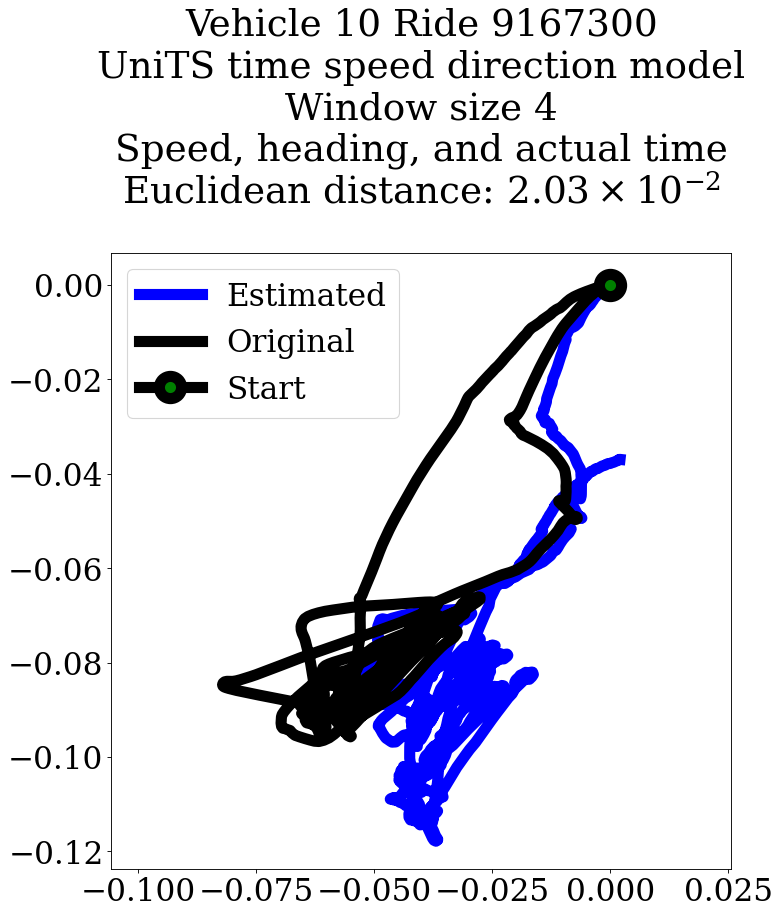 Vehicle 10 Ride 9167300
UniTS time speed direction model
Window size 4
Speed, heading, and actual time
Euclidean distance: 2.03 × 10⁻²
Estimated
Original
Start
0.00
−0.02
−0.04
−0.06
−0.08
−0.10
−0.12
−0.100 −0.075 −0.050 −0.025 0.000 0.025